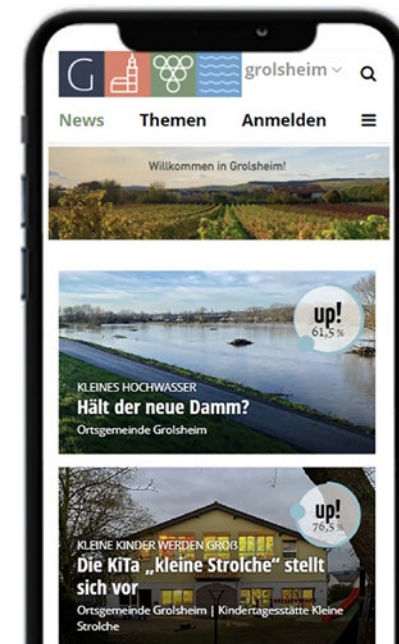 G
grolsheim
News Themen Anmelden
Willkommen in Grolsheim!
up!
61,5 %
KLEINES HOCHWASSER
Hält der neue Damm?
Ortsgemeinde Grolsheim
up!
76,5 %
KLEINE KINDER WERDEN GROß
Die KiTa „kleine Strolche“ stellt
sich vor
Ortsgemeinde Grolsheim | Kindertagesstätte Kleine
Strolche